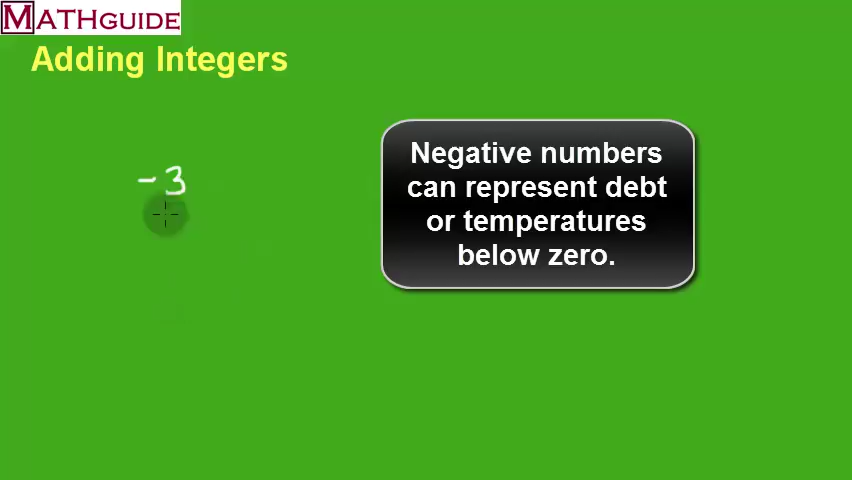 MATHGUIDE
Adding Integers
-3
Negative numbers
can represent debt
or temperatures
below zero.